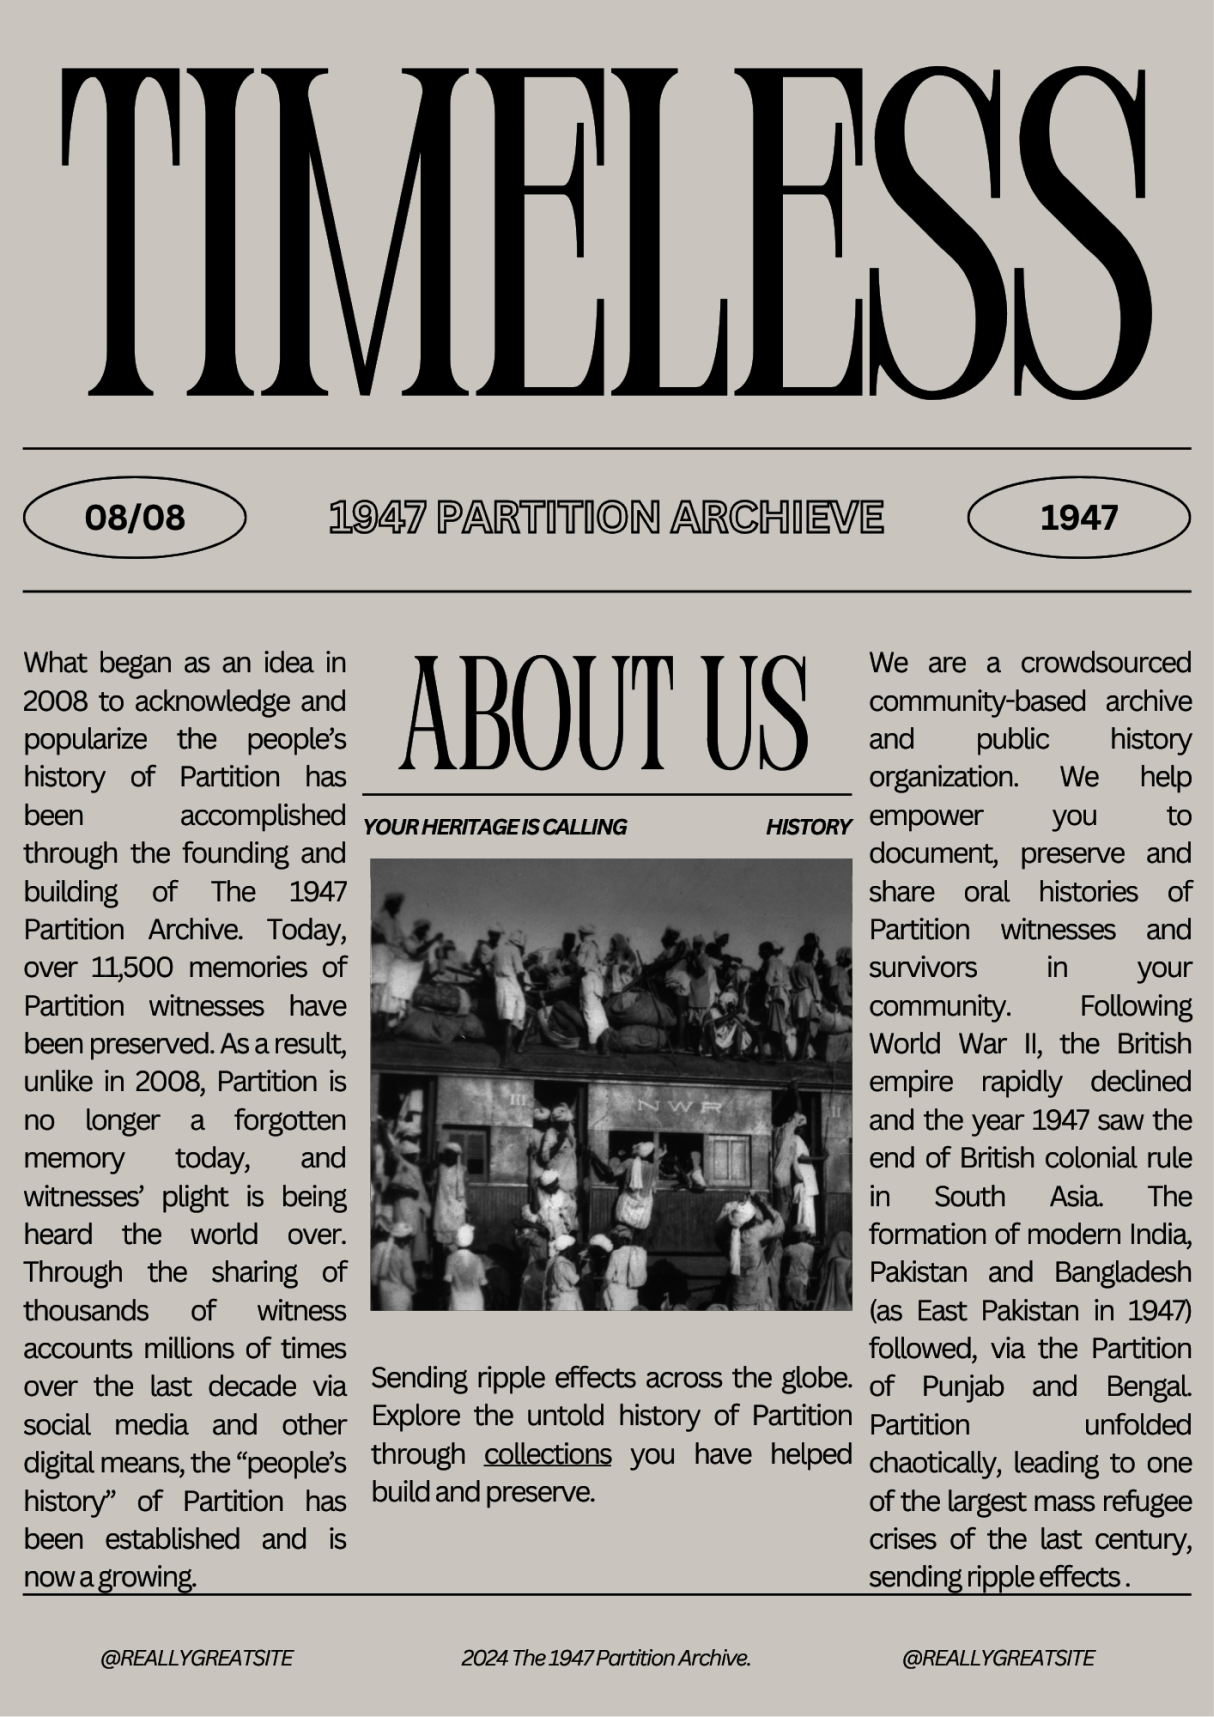 TIMELESS
08/08
1947 PARTITION ARCHIEVE
1947
What began as an idea in
2008 to acknowledge and
popularize the people’s
history of Partition has
been accomplished
through the founding and
building of The 1947
Partition Archive. Today,
over 11,500 memories of
Partition witnesses have
been preserved. As a result,
unlike in 2008, Partition is
no longer a forgotten
memory today, and
witnesses’ plight is being
heard the world over.
Through the sharing of
thousands of witness
accounts millions of times
over the last decade via
social media and other
digital means, the “people’s
history” of Partition has
been established and is
now a growing.
ABOUT US
YOUR HERITAGE IS CALLING
HISTORY
III
NWR
II
Sending ripple effects across the globe.
Explore the untold history of Partition
through collections you have helped
build and preserve.
We are a crowdsourced
community-based archive
and public history
organization. We help
empower you to
document, preserve and
share oral histories of
Partition witnesses and
survivors in your
community. Following
World War II, the British
empire rapidly declined
and the year 1947 saw the
end of British colonial rule
in South Asia. The
formation of modern India,
Pakistan and Bangladesh
(as East Pakistan in 1947)
followed, via the Partition
of Punjab and Bengal.
Partition unfolded
chaotically, leading to one
of the largest mass refugee
crises of the last century,
sending ripple effects .
@REALLYGREATSITE
2024 The 1947 Partition Archive.
@REALLYGREATSITE